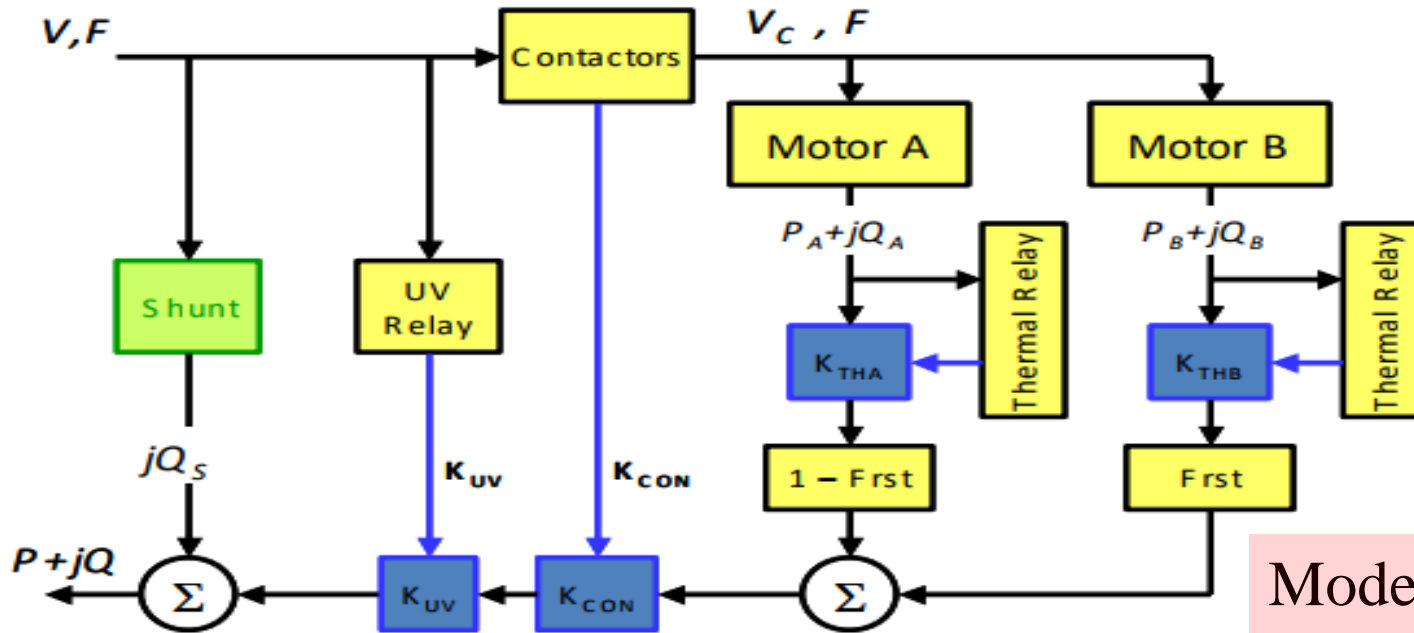 V,F
Contactors
V_C , F
Motor A
Motor B
P_A+jQ_A
P_B+jQ_B
Shunt
UV
Relay
Thermal Relay
Thermal Relay
K_THA
K_THB
jQ_S
K_UV
K_CON
1 – Frst
Frst
P+jQ
Σ
K_UV
K_CON
Σ